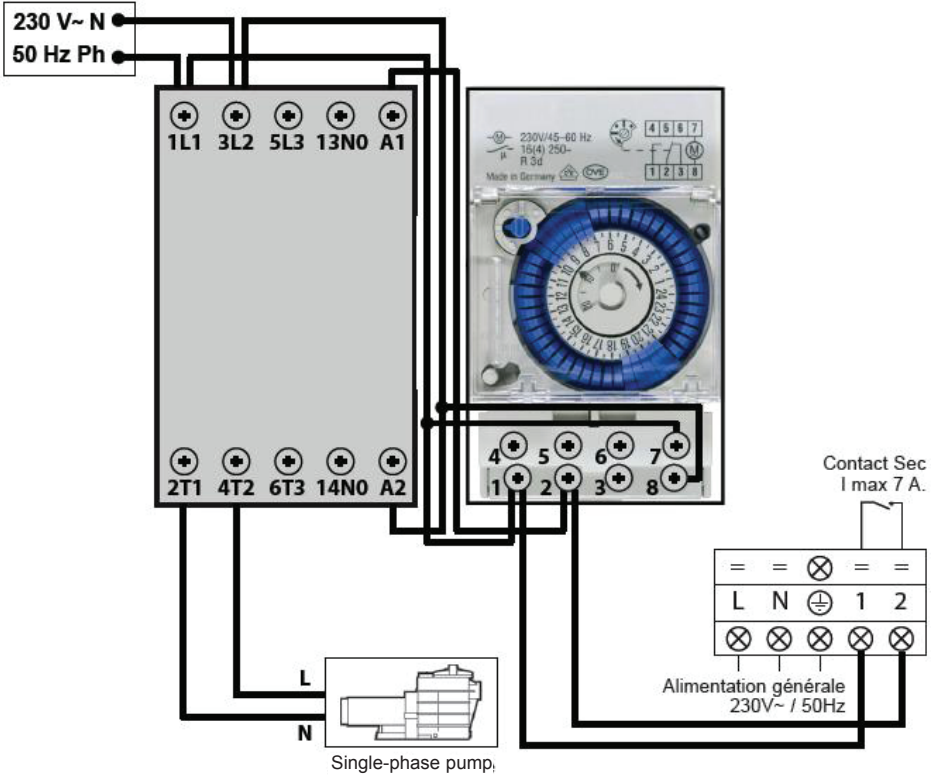 230 V~ N
50 Hz Ph
1L1 3L2 5L3 13N0 A1
2T1 4T2 6T3 14N0 A2
230V/45-60 Hz
16(4) 250~
µ
R 3d
Made in Germany
4 5 6 7
M
1 2 3 8
4 5 6 7
1 2 3 8
Contact Sec
I max 7 A.
= = = =
L N 1 2
Alimentation générale
230V~ / 50Hz
L
N
Single-phase pump